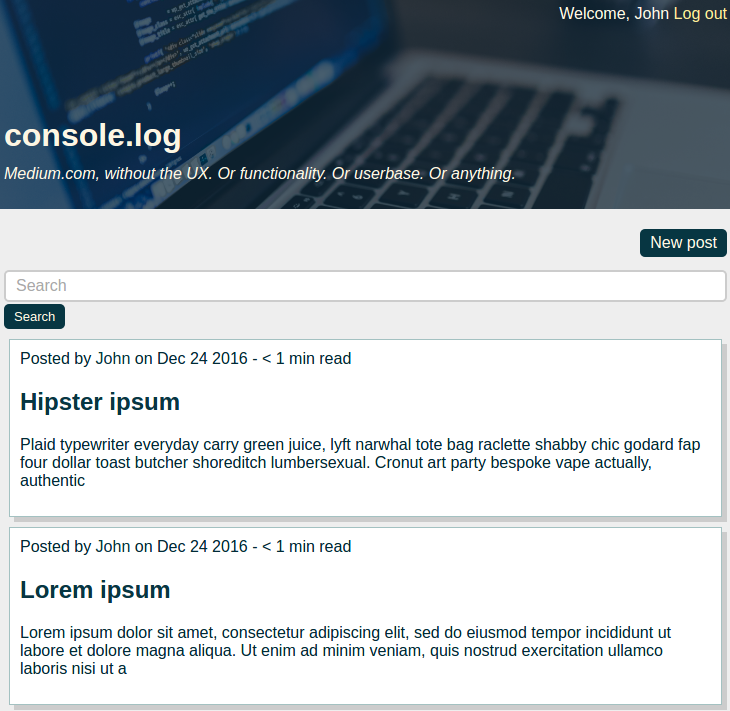 Welcome, John Log out
console.log
Medium.com, without the UX. Or functionality. Or userbase. Or anything.
New post
Search
Search
Posted by John on Dec 24 2016 - < 1 min read
Hipster ipsum
Plaid typewriter everyday carry green juice, lyft narwhal tote bag raclette shabby chic godard fap
four dollar toast butcher shoreditch lumbersexual. Cronut art party bespoke vape actually,
authentic
Posted by John on Dec 24 2016 - < 1 min read
Lorem ipsum
Lorem ipsum dolor sit amet, consectetur adipiscing elit, sed do eiusmod tempor incididunt ut
labore et dolore magna aliqua. Ut enim ad minim veniam, quis nostrud exercitation ullamco
laboris nisi ut a